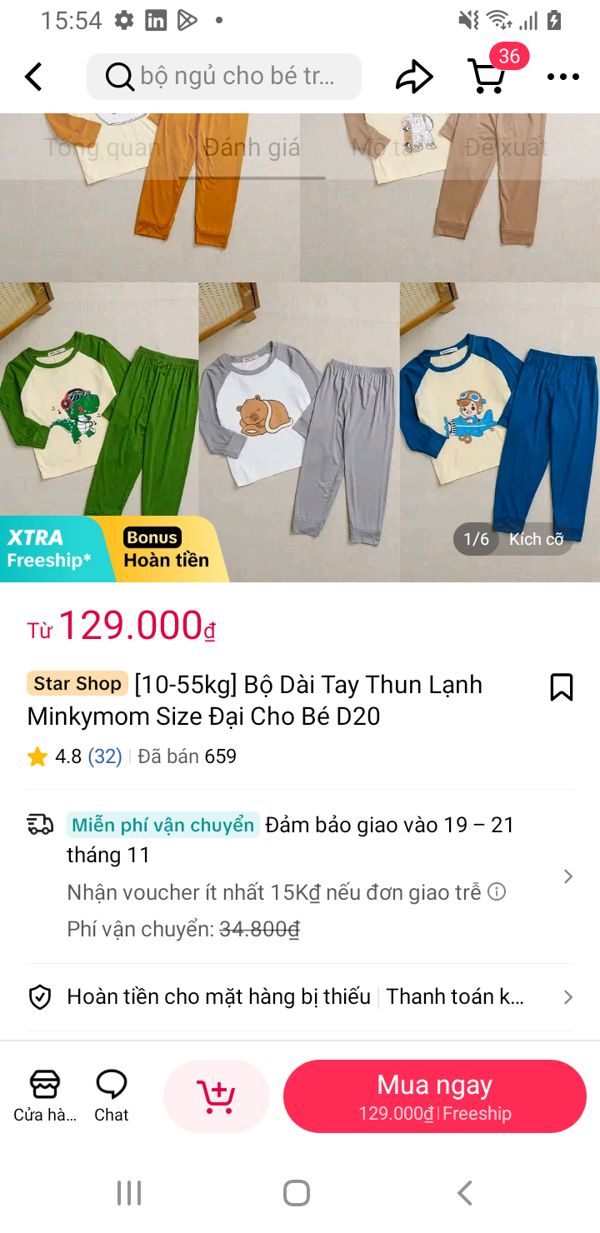 15:54
bộ ngủ cho bé tr...
36
Tổng quan Đánh giá Mô tả Đề xuất
XTRA
Freeship*
Bonus
Hoàn tiền
1/6 Kích cỡ
Từ 129.000₫
Star Shop [10-55kg] Bộ Dài Tay Thun Lạnh
Minkymom Size Đại Cho Bé D20
4.8 (32) Đã bán 659
Miễn phí vận chuyển Đảm bảo giao vào 19 – 21
tháng 11
Nhận voucher ít nhất 15K₫ nếu đơn giao trễ
Phí vận chuyển: 34.800₫
Hoàn tiền cho mặt hàng bị thiếu Thanh toán k...
Cửa hà...
Chat
Mua ngay
129.000₫ Freeship